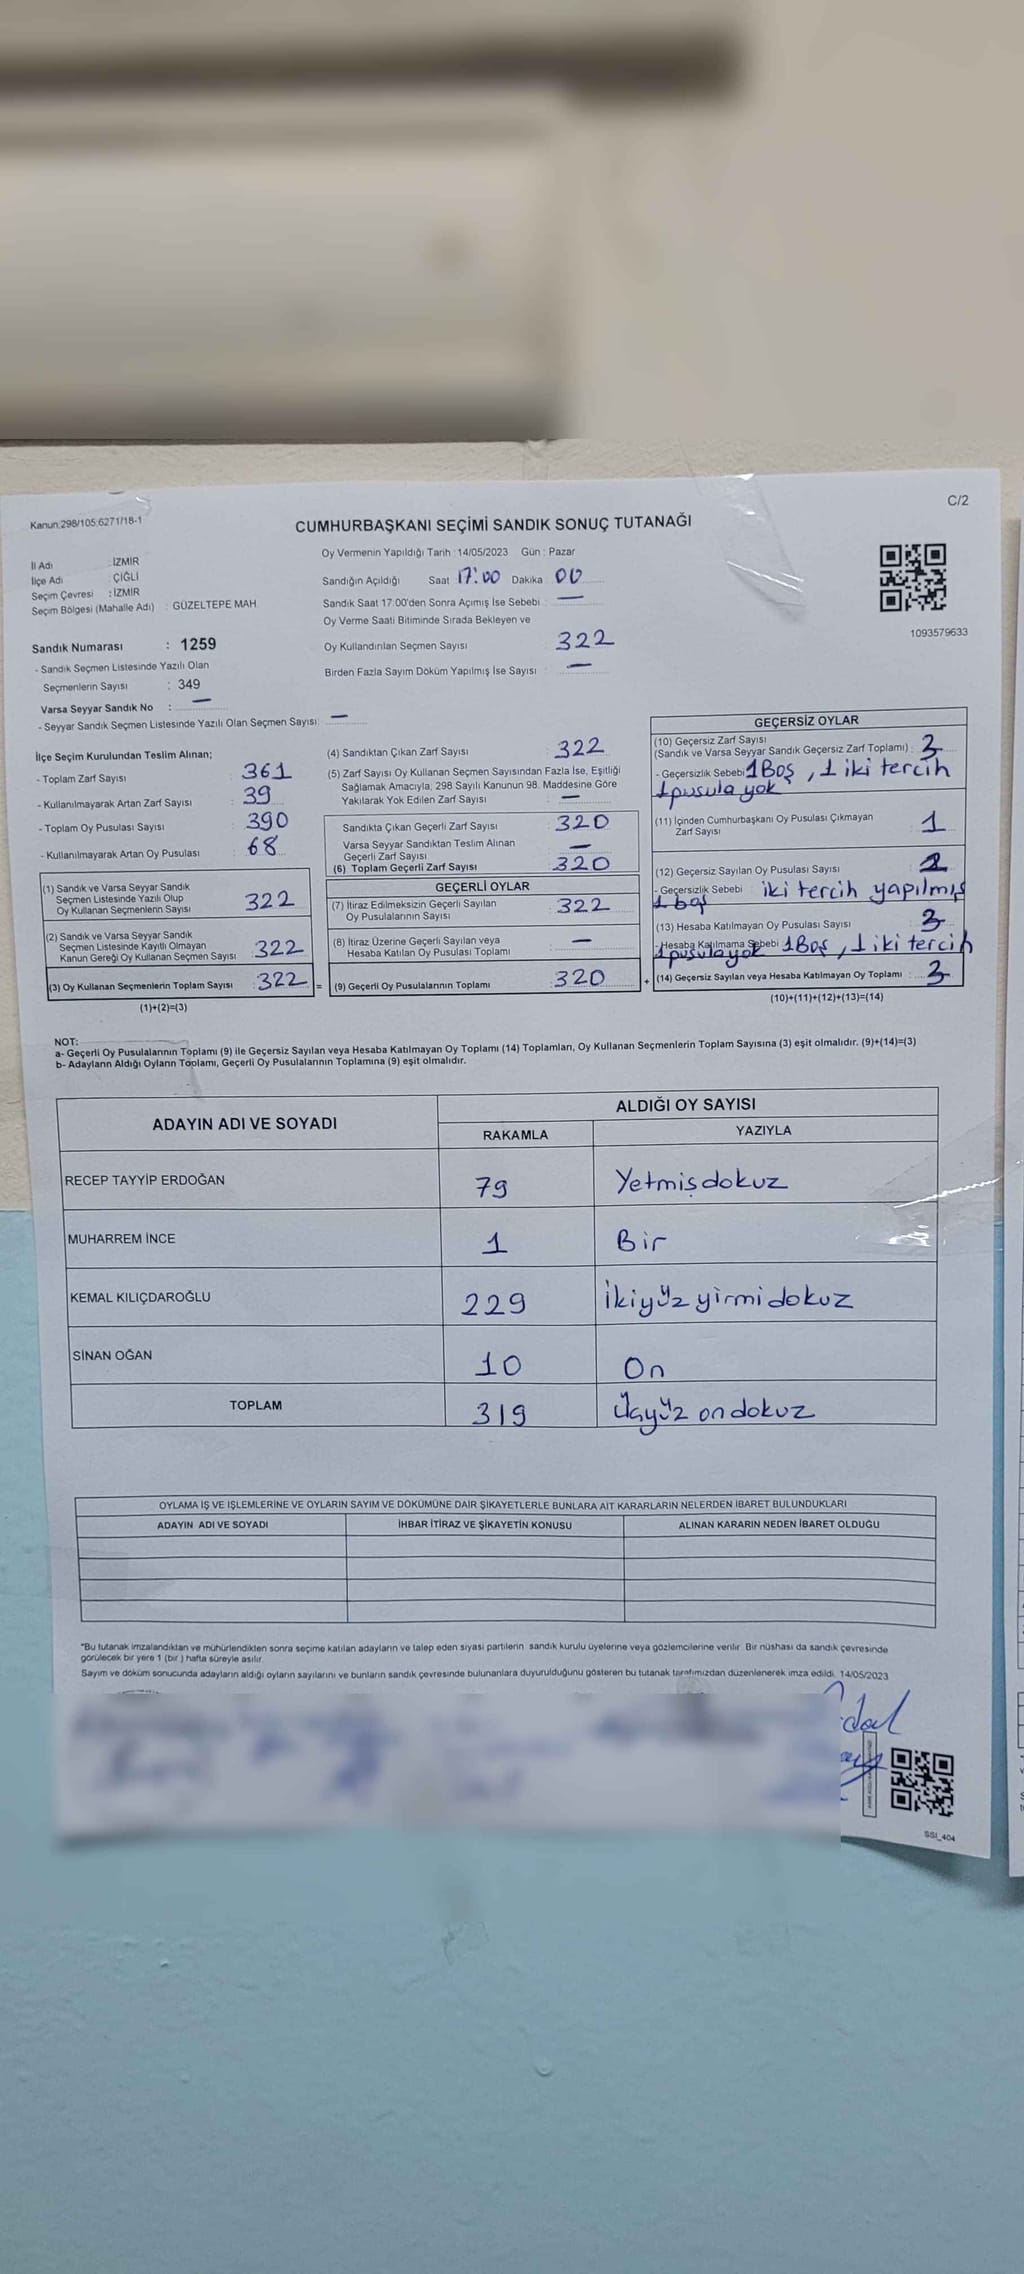 C/2
Kanun:298/105;6271/18-1
CUMHURBAŞKANI SEÇİMİ SANDIK SONUÇ TUTANAĞI
İl Adı : İZMİR
İlçe Adı : ÇİĞLİ
Seçim Çevresi : İZMİR
Seçim Bölgesi (Mahalle Adı) : GÜZELTEPE MAH
Sandık Numarası : 1259
- Sandık Seçmen Listesinde Yazılı Olan
Seçmenlerin Sayısı : 349
Varsa Seyyar Sandık No : —
- Seyyar Sandık Seçmen Listesinde Yazılı Olan Seçmen Sayısı: —
Oy Vermenin Yapıldığı Tarih : 14/05/2023 Gün : Pazar
Sandığın Açıldığı Saat 17:00 Dakika 00
Sandık Saat 17.00'den Sonra Açımış İse Sebebi : —
Oy Verme Saati Bitiminde Sırada Bekleyen ve
Oy Kullandırılan Seçmen Sayısı : 322
Birden Fazla Sayım Döküm Yapılmış İse Sayısı : —
1093579633
İlçe Seçim Kurulundan Teslim Alınan;
- Toplam Zarf Sayısı : 361
- Kullanılmayarak Artan Zarf Sayısı : 39
- Toplam Oy Pusulası Sayısı : 390
- Kullanılmayarak Artan Oy Pusulası : 68
(1) Sandık ve Varsa Seyyar Sandık
Seçmen Listesinde Yazılı Olup
Oy Kullanan Seçmenlerin Sayısı : 322
(2) Sandık ve Varsa Seyyar Sandık
Seçmen Listesinde Kayıtlı Olmayan
Kanun Gereği Oy Kullanan Seçmen Sayısı : 322
(3) Oy Kullanan Seçmenlerin Toplam Sayısı : 322 =
(1)+(2)=(3)
(4) Sandıktan Çıkan Zarf Sayısı : 322
(5) Zarf Sayısı Oy Kullanan Seçmen Sayısından Fazla İse, Eşitliği
Sağlamak Amacıyla; 298 Sayılı Kanunun 98. Maddesine Göre
Yakılarak Yok Edilen Zarf Sayısı : —
Sandıkta Çıkan Geçerli Zarf Sayısı : 320
Varsa Seyyar Sandıktan Teslim Alınan
Geçerli Zarf Sayısı : —
(6) Toplam Geçerli Zarf Sayısı : 320
GEÇERLİ OYLAR
(7) İtiraz Edilmeksizin Geçerli Sayılan
Oy Pusulalarının Sayısı : 322
(8) İtiraz Üzerine Geçerli Sayılan veya
Hesaba Katılan Oy Pusulası Toplamı : —
(9) Geçerli Oy Pusulalarının Toplamı : 320 +
GEÇERSİZ OYLAR
(10) Geçersiz Zarf Sayısı
(Sandık ve Varsa Seyyar Sandık Geçersiz Zarf Toplamı) : 3
- Geçersizlik Sebebi : 1 Boş , 1 iki tercih
1 pusula yok
(11) İçinden Cumhurbaşkanı Oy Pusulası Çıkmayan
Zarf Sayısı : 1
(12) Geçersiz Sayılan Oy Pusulası Sayısı : 2
- Geçersizlik Sebebi : iki tercih yapılmış
1 boş
(13) Hesaba Katılmayan Oy Pusulası Sayısı : 3
- Hesaba Katılmama Sebebi : 1 Boş , 1 iki tercih
1 pusula yok
(14) Geçersiz Sayılan veya Hesaba Katılmayan Oy Toplamı : 3
(10)+(11)+(12)+(13)=(14)
NOT:
a- Geçerli Oy Pusulalarının Toplamı (9) ile Geçersiz Sayılan veya Hesaba Katılmayan Oy Toplamı (14) Toplamları, Oy Kullanan Seçmenlerin Toplam Sayısına (3) eşit olmalıdır. (9)+(14)=(3)
b- Adayların Aldığı Oyların Toplamı, Geçerli Oy Pusulalarının Toplamına (9) eşit olmalıdır.
ADAYIN ADI VE SOYADI
ALDIĞI OY SAYISI
RAKAMLA YAZIYLA
RECEP TAYYİP ERDOĞAN 79 Yetmişdokuz
MUHARREM İNCE 1 Bir
KEMAL KILIÇDAROĞLU 229 İkiyüz yirmidokuz
SİNAN OĞAN 10 On
TOPLAM 319 Üçyüz ondokuz
OYLAMA İŞ VE İŞLEMLERİNE VE OYLARIN SAYIM VE DÖKÜMÜNE DAİR ŞİKAYETLERLE BUNLARA AİT KARARLARIN NELERDEN İBARET BULUNDUKLARI
ADAYIN ADI VE SOYADI İHBAR İTİRAZ VE ŞİKAYETİN KONUSU ALINAN KARARIN NEDEN İBARET OLDUĞU
"Bu tutanak imzalandıktan ve mühürlendikten sonra seçime katılan adayların ve talep eden siyasi partilerin sandık kurulu üyelerine veya gözlemcilerine verilir. Bir nüshası da sandık çevresinde
görülecek bir yere 1 (bir ) hafta süreyle asılır.
Sayım ve döküm sonucunda adayların aldığı oyların sayılarını ve bunların sandık çevresinde bulunanlara duyurulduğunu gösteren bu tutanak tarafımızdan düzenlenerek imza edildi. 14/05/2023
SSI_404